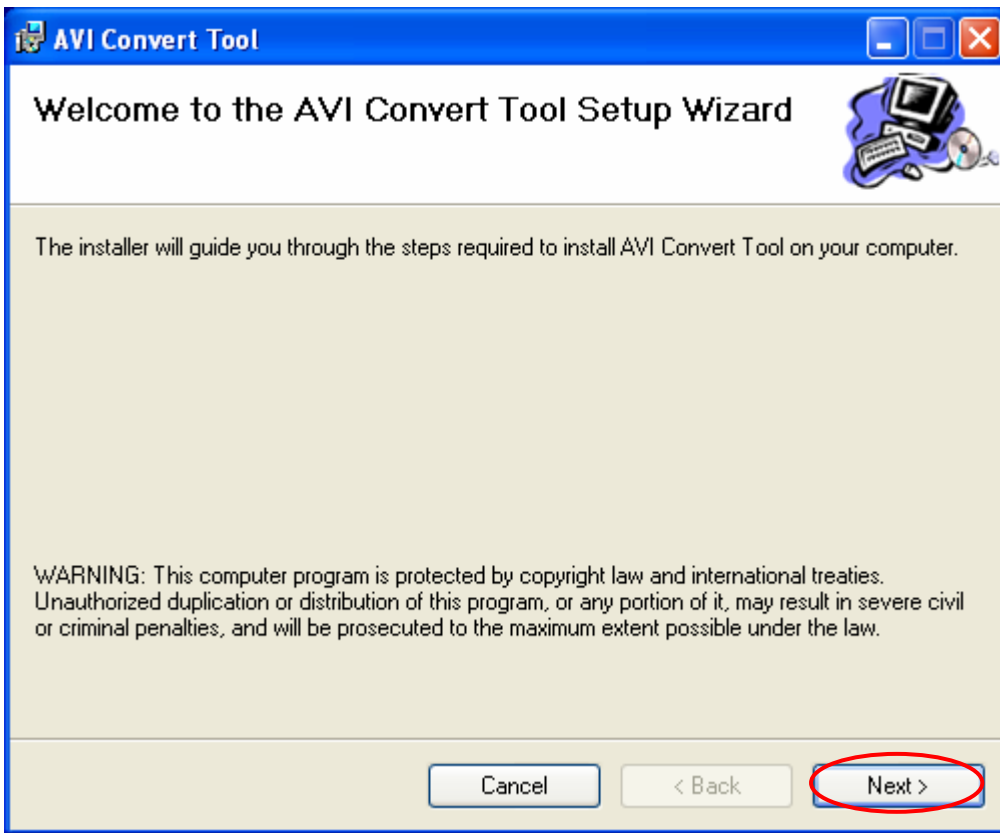 AVI Convert Tool
Welcome to the AVI Convert Tool Setup Wizard
The installer will guide you through the steps required to install AVI Convert Tool on your computer.
WARNING: This computer program is protected by copyright law and international treaties.
Unauthorized duplication or distribution of this program, or any portion of it, may result in severe civil
or criminal penalties, and will be prosecuted to the maximum extent possible under the law.
Cancel
< Back
Next >